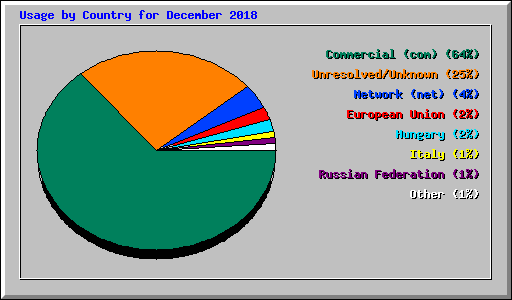 Usage by Country for December 2018
Commercial (com) (64%)
Unresolved/Unknown (25%)
Network (net) (4%)
European Union (2%)
Hungary (2%)
Italy (1%)
Russian Federation (1%)
Other (1%)